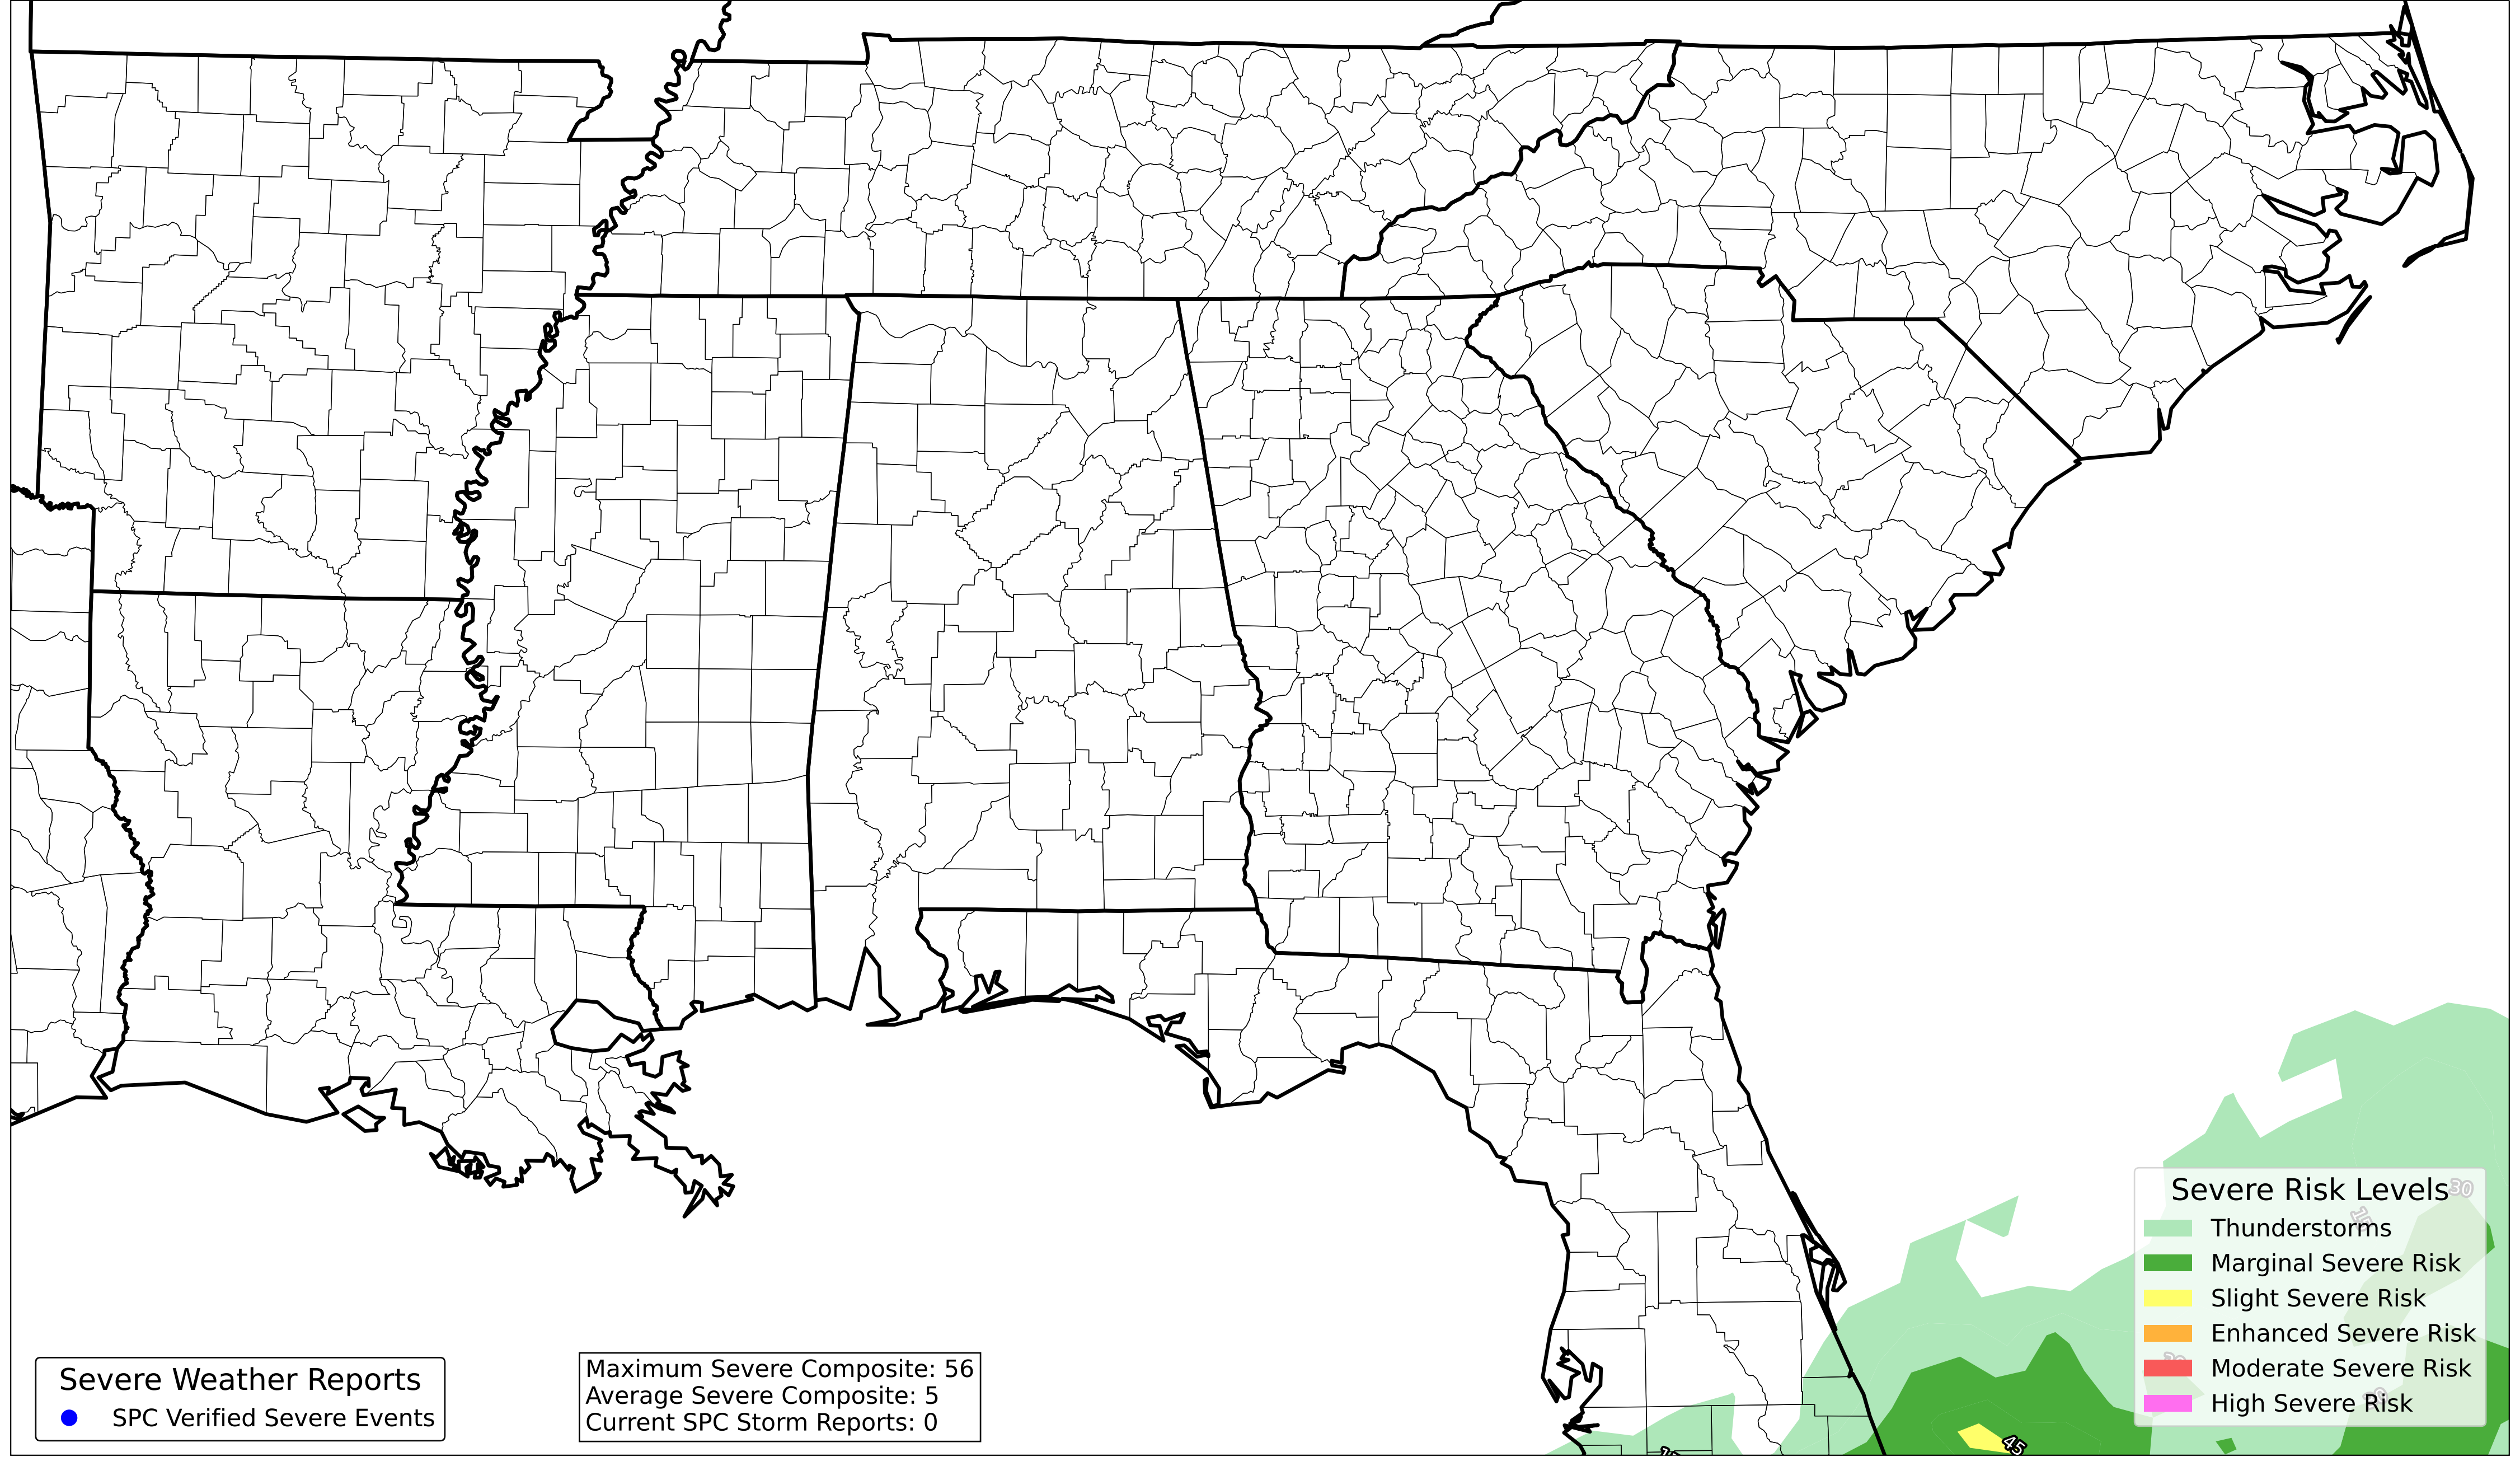 30
Severe Risk Levels
Thunderstorms
Marginal Severe Risk
Slight Severe Risk
Enhanced Severe Risk
Moderate Severe Risk
High Severe Risk
Severe Weather Reports
SPC Verified Severe Events
Maximum Severe Composite: 56
Average Severe Composite: 5
Current SPC Storm Reports: 0
45